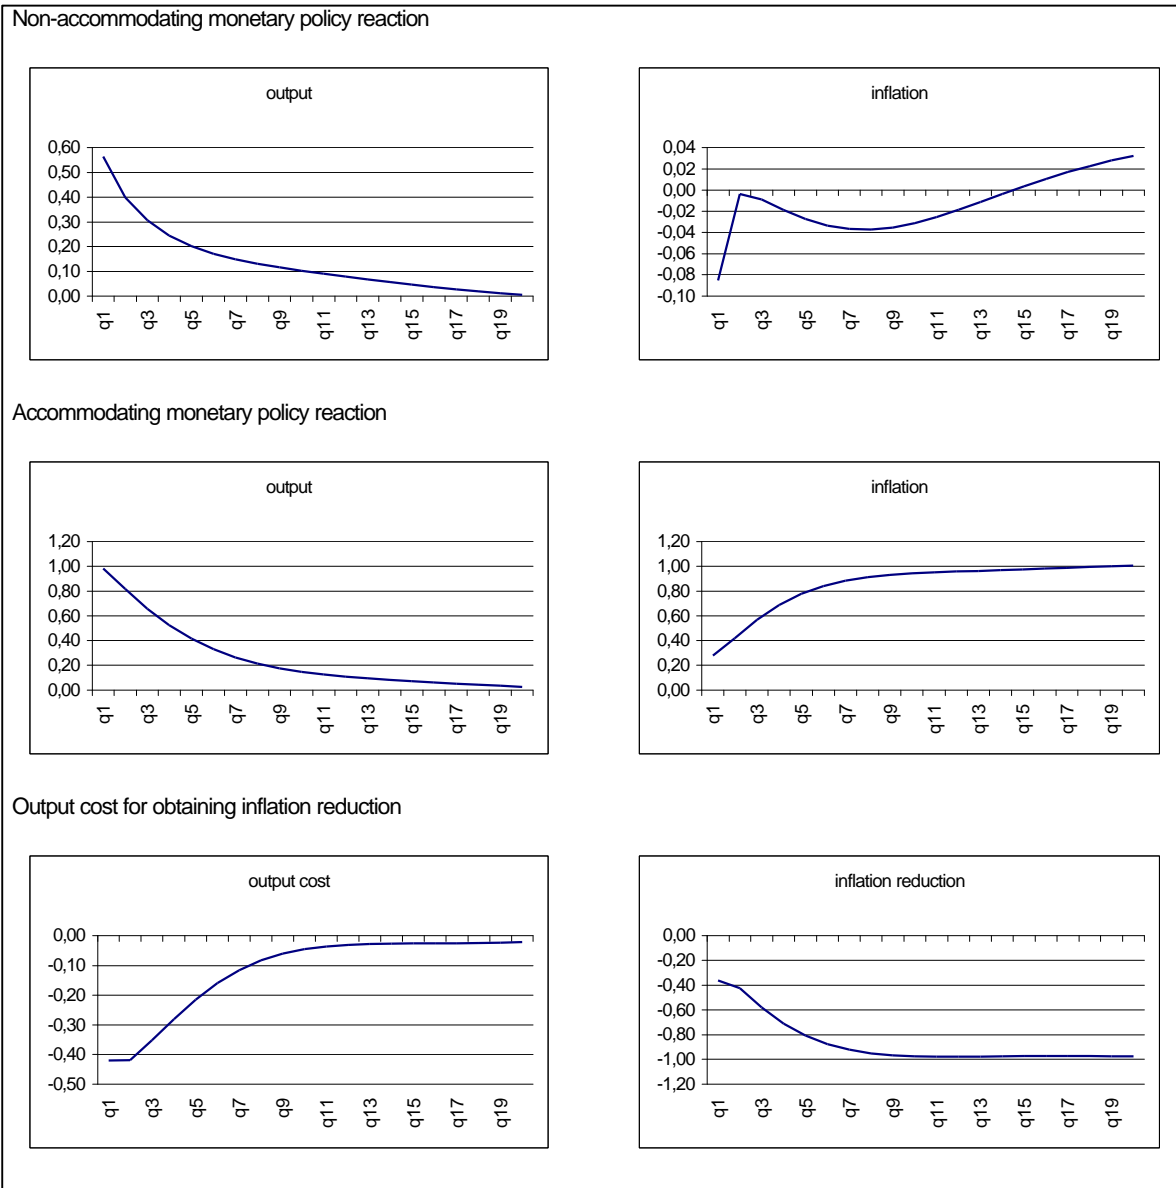 Non-accommodating monetary policy reaction
output
0,60
0,50
0,40
0,30
0,20
0,10
0,00
q1 q3 q5 q7 q9 q11 q13 q15 q17 q19
inflation
0,04
0,02
0,00
-0,02
-0,04
-0,06
-0,08
-0,10
q1 q3 q5 q7 q9 q11 q13 q15 q17 q19
Accommodating monetary policy reaction
output
1,20
1,00
0,80
0,60
0,40
0,20
0,00
q1 q3 q5 q7 q9 q11 q13 q15 q17 q19
inflation
1,20
1,00
0,80
0,60
0,40
0,20
0,00
q1 q3 q5 q7 q9 q11 q13 q15 q17 q19
Output cost for obtaining inflation reduction
output cost
0,00
-0,10
-0,20
-0,30
-0,40
-0,50
q1 q3 q5 q7 q9 q11 q13 q15 q17 q19
inflation reduction
0,00
-0,20
-0,40
-0,60
-0,80
-1,00
-1,20
q1 q3 q5 q7 q9 q11 q13 q15 q17 q19